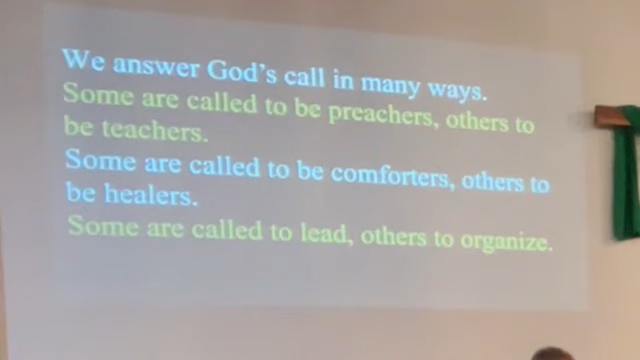 We answer God's call in many ways.
Some are called to be preachers, others to
be teachers.
Some are called to be comforters, others to
be healers.
Some are called to lead, others to organize.